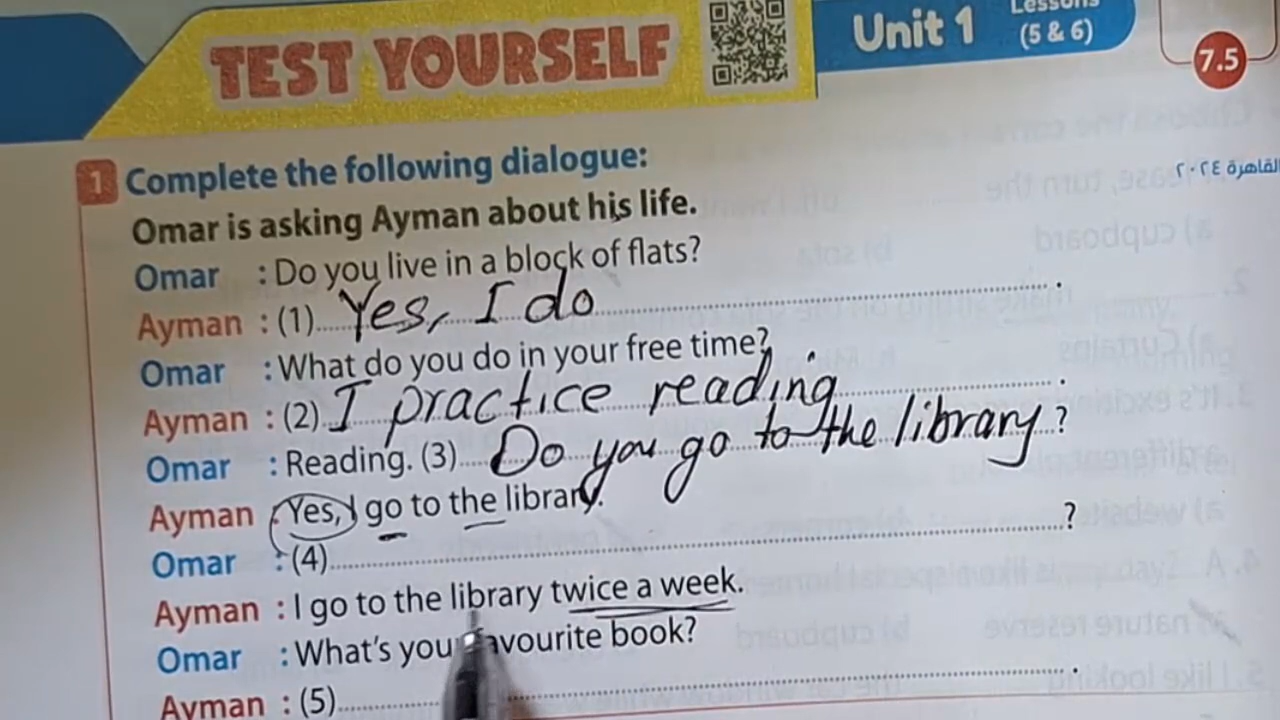 TEST YOURSELF
Unit 1
Lessons
(5 & 6)
7.5
القاهرة ٢٠٢٤
1 Complete the following dialogue:
Omar is asking Ayman about his life.
Omar : Do you live in a block of flats?
Ayman : (1) Yes, I do .
Omar : What do you do in your free time?
Ayman : (2) I practice reading .
Omar : Reading. (3) Do you go to the library ?
Ayman : Yes, I go to the library.
Omar : (4) ?
Ayman : I go to the library twice a week.
Omar : What's your favourite book?
Ayman : (5) .